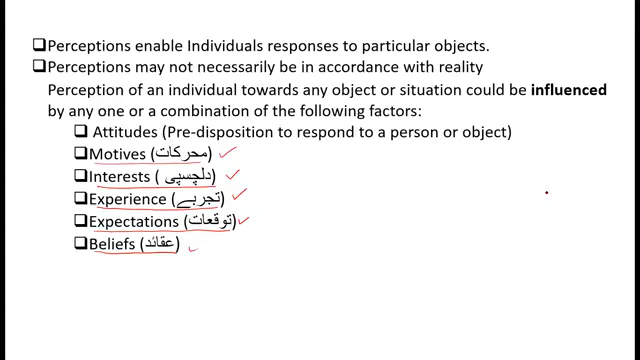 ❑Perceptions enable Individuals responses to particular objects.
❑Perceptions may not necessarily be in accordance with reality
Perception of an individual towards any object or situation could be influenced
by any one or a combination of the following factors:
❑ Attitudes (Pre-disposition to respond to a person or object)
❑Motives (محرکات)
❑Interests ( دلچسپی)
❑Experience (تجربے)
❑Expectations (توقعات)
❑Beliefs (عقائد)